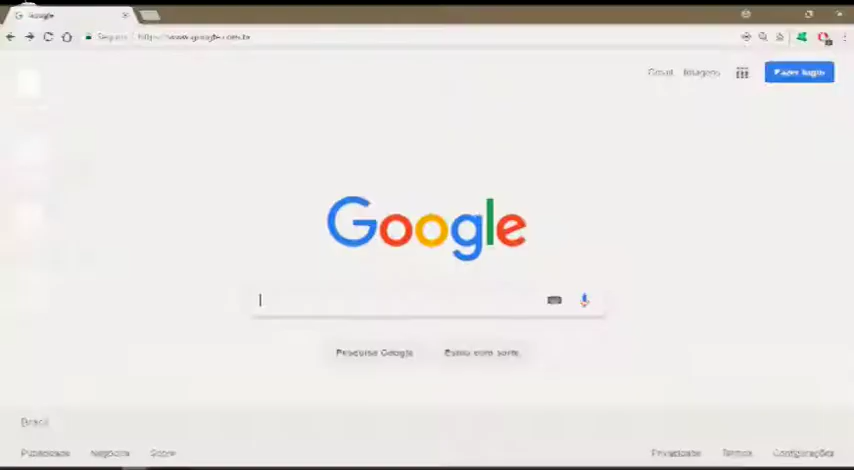 Google
Seguro https://www.google.com.br
Gmail Imagens Fazer login
Google
Pesquisa Google Estou com sorte
Brasil
Publicidade Negócios Sobre Privacidade Termos Configurações